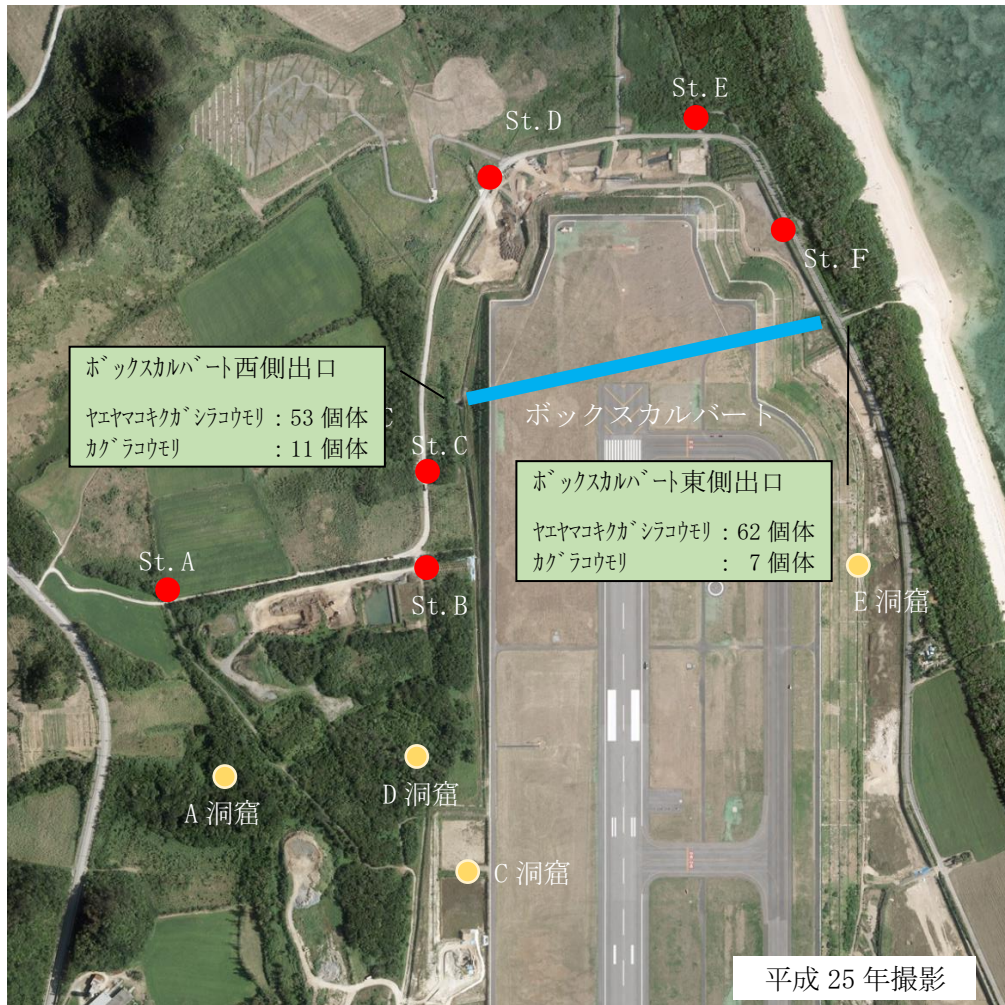 St. E
St. D
St. F
ボックスカルバート西側出口
ヤエヤマコキクガシラコウモリ：53 個体
カグラコウモリ ：11 個体
C
ボックスカルバート
St. C
ボックスカルバート東側出口
ヤエヤマコキクガシラコウモリ：62 個体
カグラコウモリ ： 7 個体
St. A
St. B
E 洞窟
D 洞窟
A 洞窟
C 洞窟
平成 25 年撮影